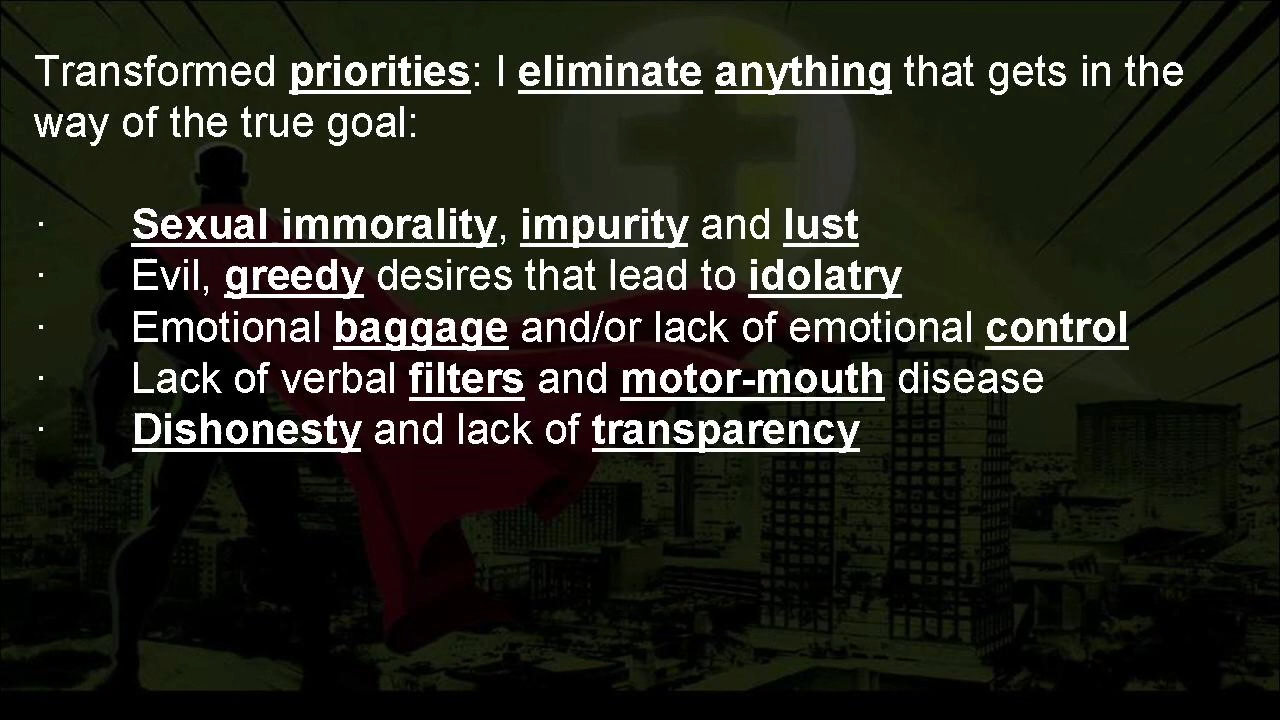 Transformed priorities: I eliminate anything that gets in the
way of the true goal:
· Sexual immorality, impurity and lust
· Evil, greedy desires that lead to idolatry
· Emotional baggage and/or lack of emotional control
· Lack of verbal filters and motor-mouth disease
· Dishonesty and lack of transparency